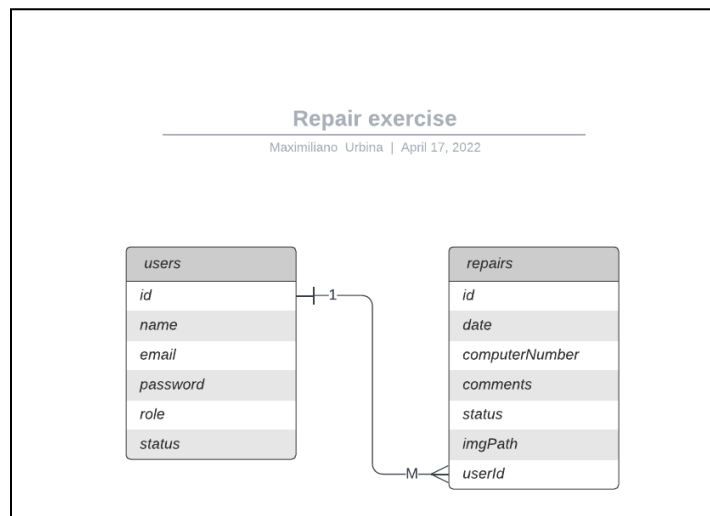 Repair exercise
Maximiliano Urbina | April 17, 2022
users
id
name
email
password
role
status
1
M
repairs
id
date
computerNumber
comments
status
imgPath
userId